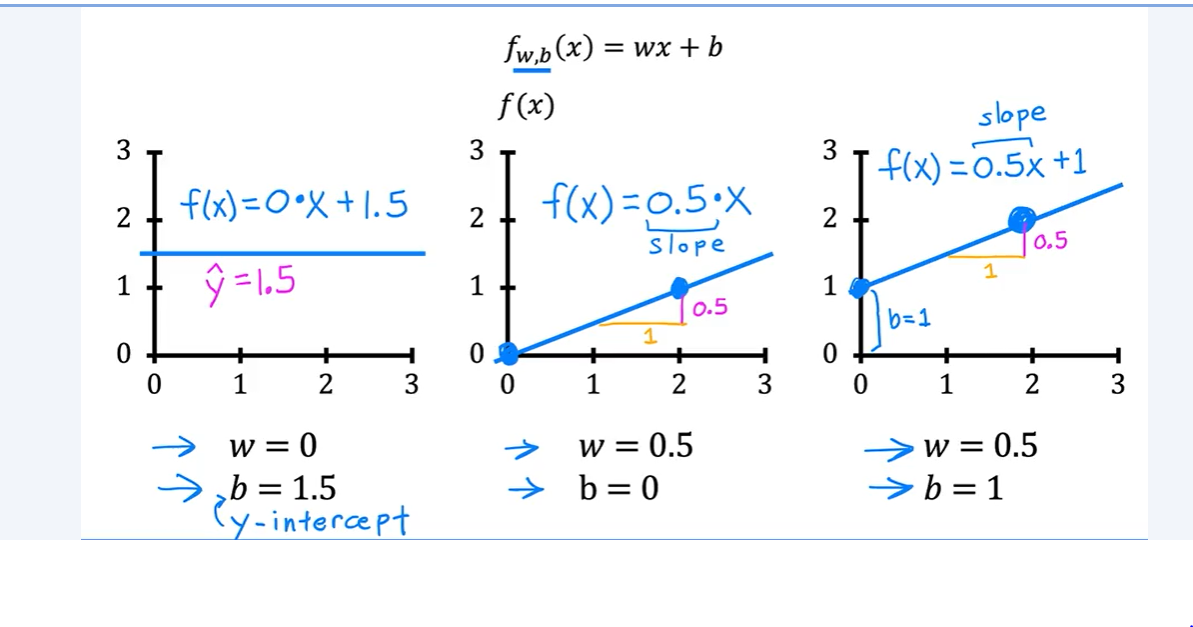 f_{w,b}(x) = wx + b
f(x)
3
2
1
0
0 1 2 3
f(x)=0•X+1.5
ŷ=1.5
→ w = 0
→ b = 1.5
y-intercept
3
2
1
0
0 1 2 3
f(x)=0.5•X
slope
0.5
1
→ w = 0.5
→ b = 0
3
2
1
0
0 1 2 3
slope
f(x)=0.5x+1
0.5
1
b=1
→ w = 0.5
→ b = 1